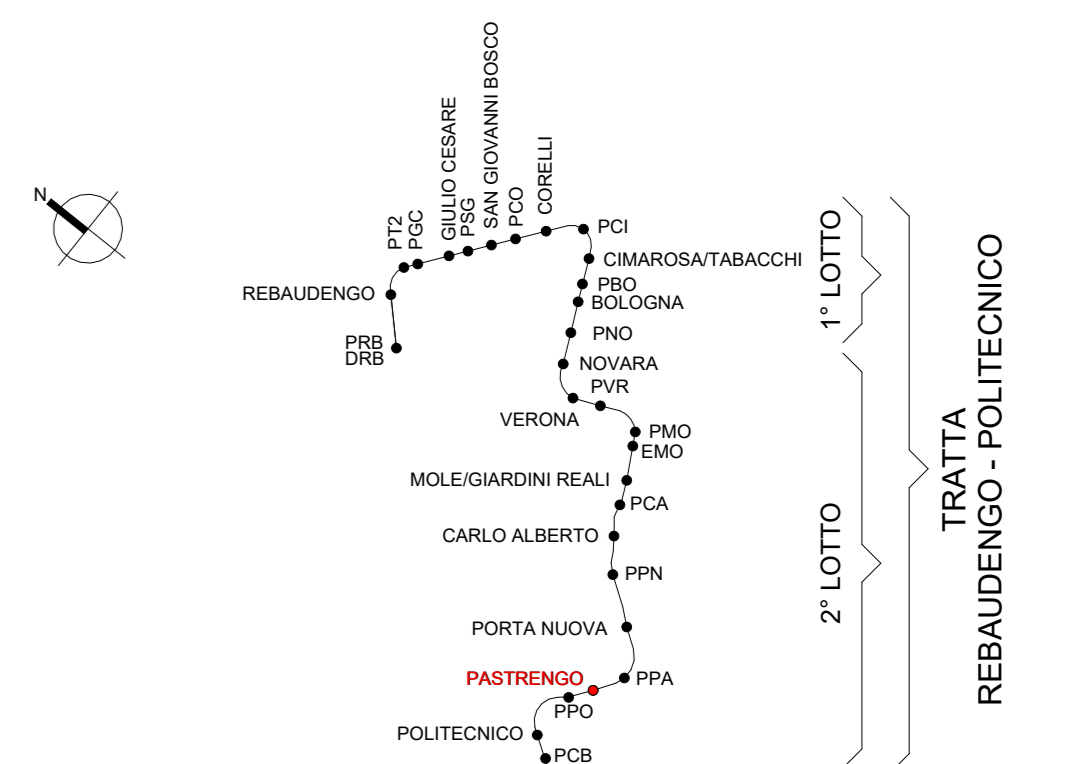 N
PT2
PGC
GIULIO CESARE
PSG
SAN GIOVANNI BOSCO
PCO
CORELLI
PCI
CIMAROSA/TABACCHI
REBAUDENGO
PBO
BOLOGNA
PRB
DRB
PNO
NOVARA
PVR
VERONA
PMO
EMO
MOLE/GIARDINI REALI
PCA
CARLO ALBERTO
PPN
PORTA NUOVA
PASTRENGO
PPA
PPO
POLITECNICO
PCB
1° LOTTO
2° LOTTO
TRATTA
REBAUDENGO - POLITECNICO